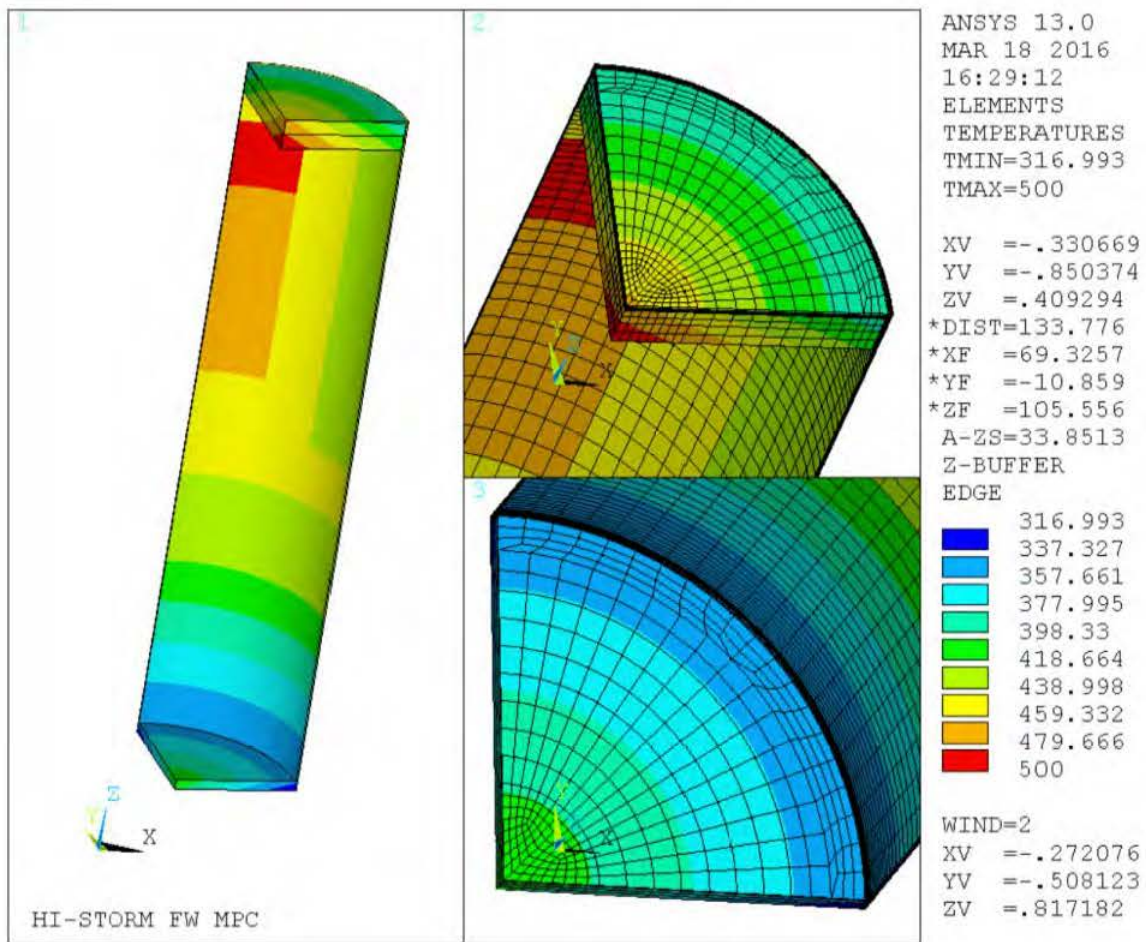 1
2
3
Z
Y
X
HI-STORM FW MPC
X
X
ANSYS 13.0
MAR 18 2016
16:29:12
ELEMENTS
TEMPERATURES
TMIN=316.993
TMAX=500
XV =-.330669
YV =-.850374
ZV =.409294
*DIST=133.776
*XF =69.3257
*YF =-10.859
*ZF =105.556
A-ZS=33.8513
Z-BUFFER
EDGE
316.993
337.327
357.661
377.995
398.33
418.664
438.998
459.332
479.666
500
WIND=2
XV =-.272076
YV =-.508123
ZV =.817182